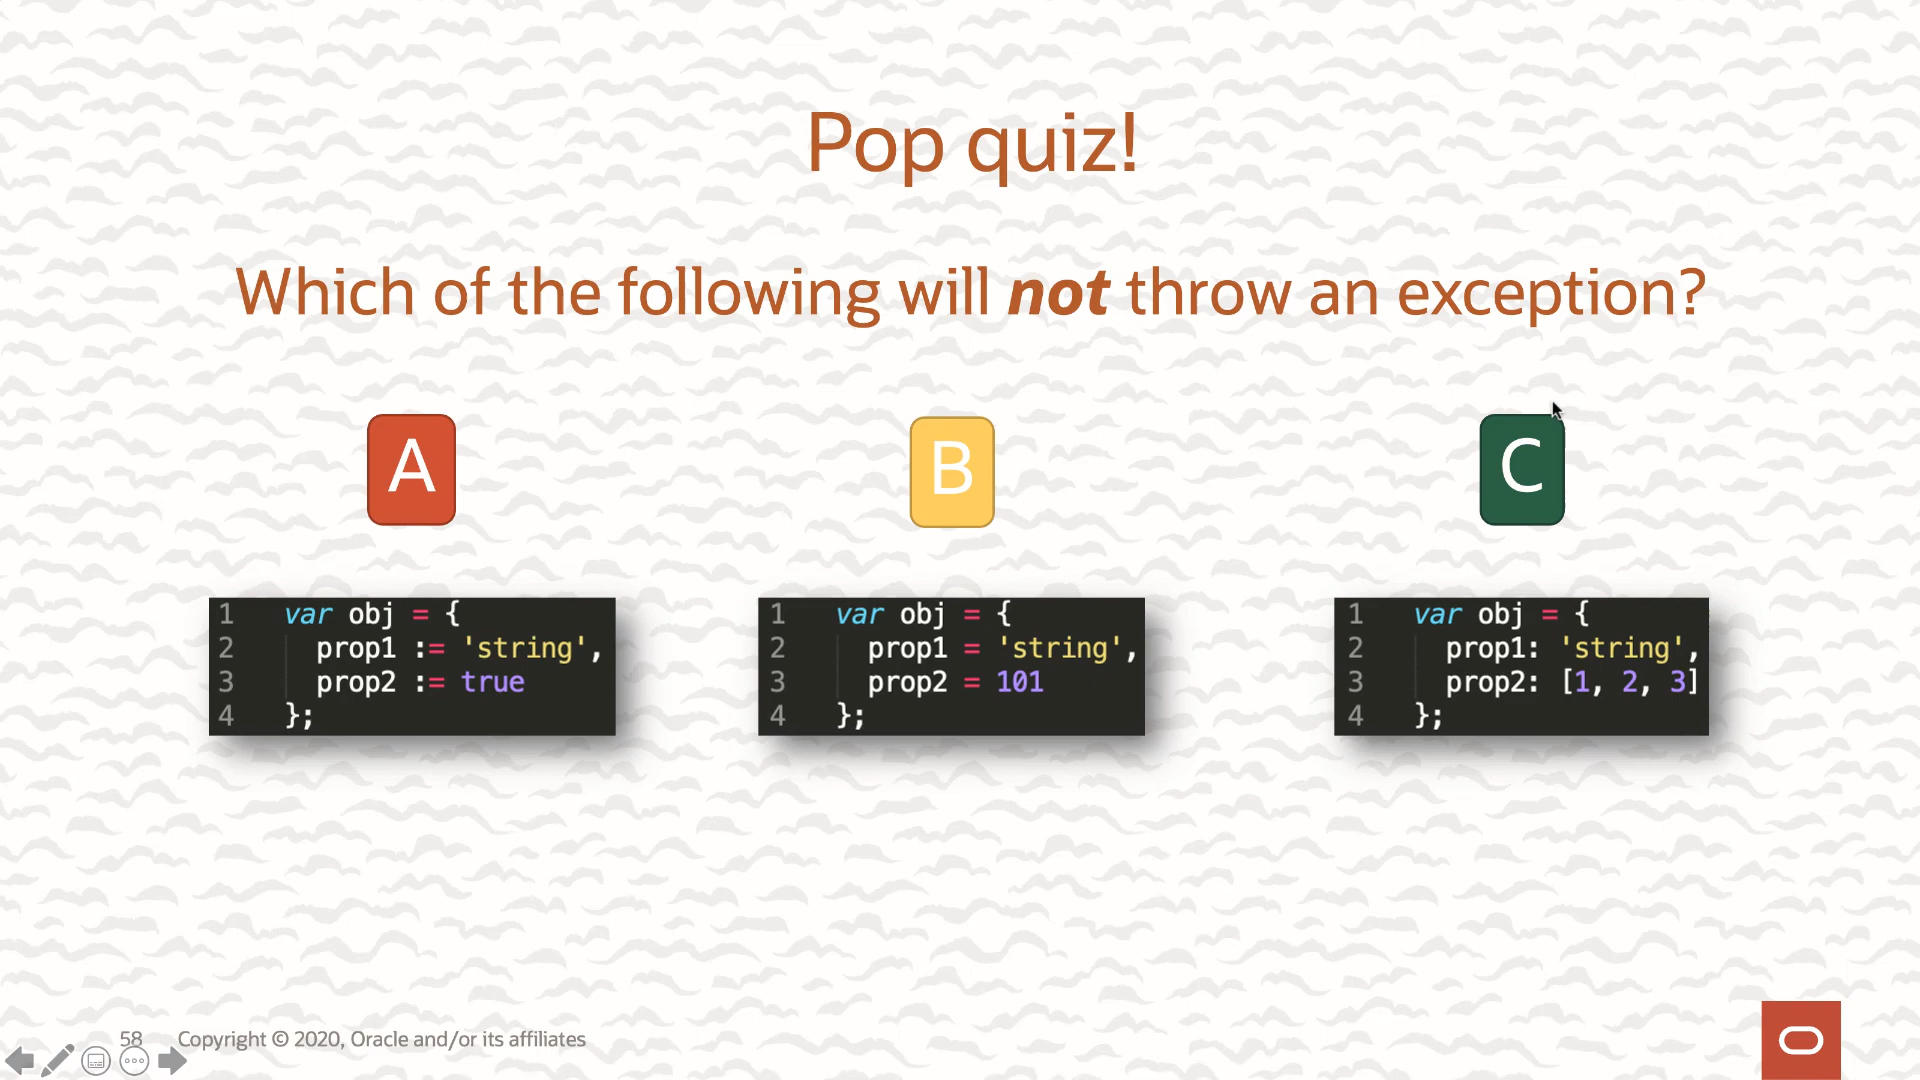 Pop quiz!
Which of the following will not throw an exception?
A
B
C
1 var obj = {
2 prop1 := 'string',
3 prop2 := true
4 };
1 var obj = {
2 prop1 = 'string',
3 prop2 = 101
4 };
1 var obj = {
2 prop1: 'string',
3 prop2: [1, 2, 3]
4 };
58 Copyright © 2020, Oracle and/or its affiliates